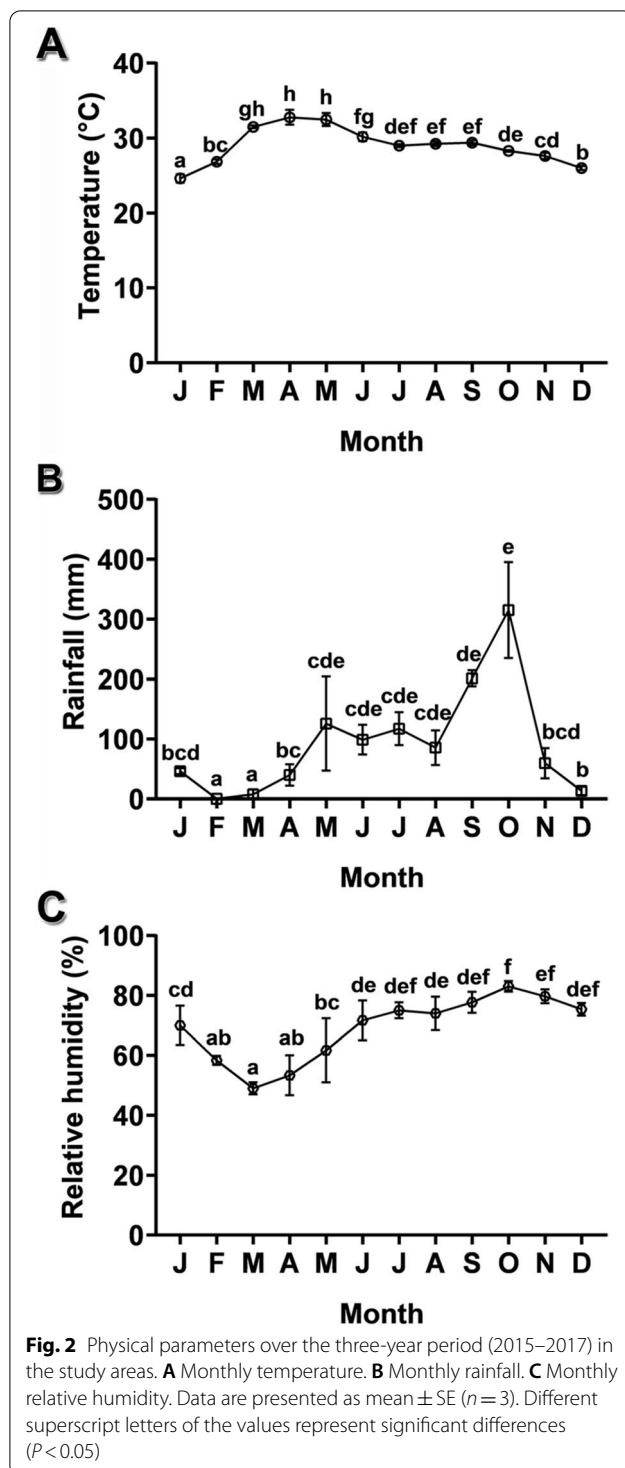 A
Temperature (°C)
40
30
20
10
0
a bc gh h h fg def ef ef de cd b
J F M A M J J A S O N D
Month
B
Rainfall (mm)
500
400
300
200
100
0
bcd a a bc cde cde cde cde de e bcd b
J F M A M J J A S O N D
Month
C
Relative humidity (%)
100
80
60
40
20
0
cd ab a ab bc de def de def f ef def
J F M A M J J A S O N D
Month
Fig. 2 Physical parameters over the three-year period (2015–2017) in
the study areas. A Monthly temperature. B Monthly rainfall. C Monthly
relative humidity. Data are presented as mean ± SE (n = 3). Different
superscript letters of the values represent significant differences
(P < 0.05)